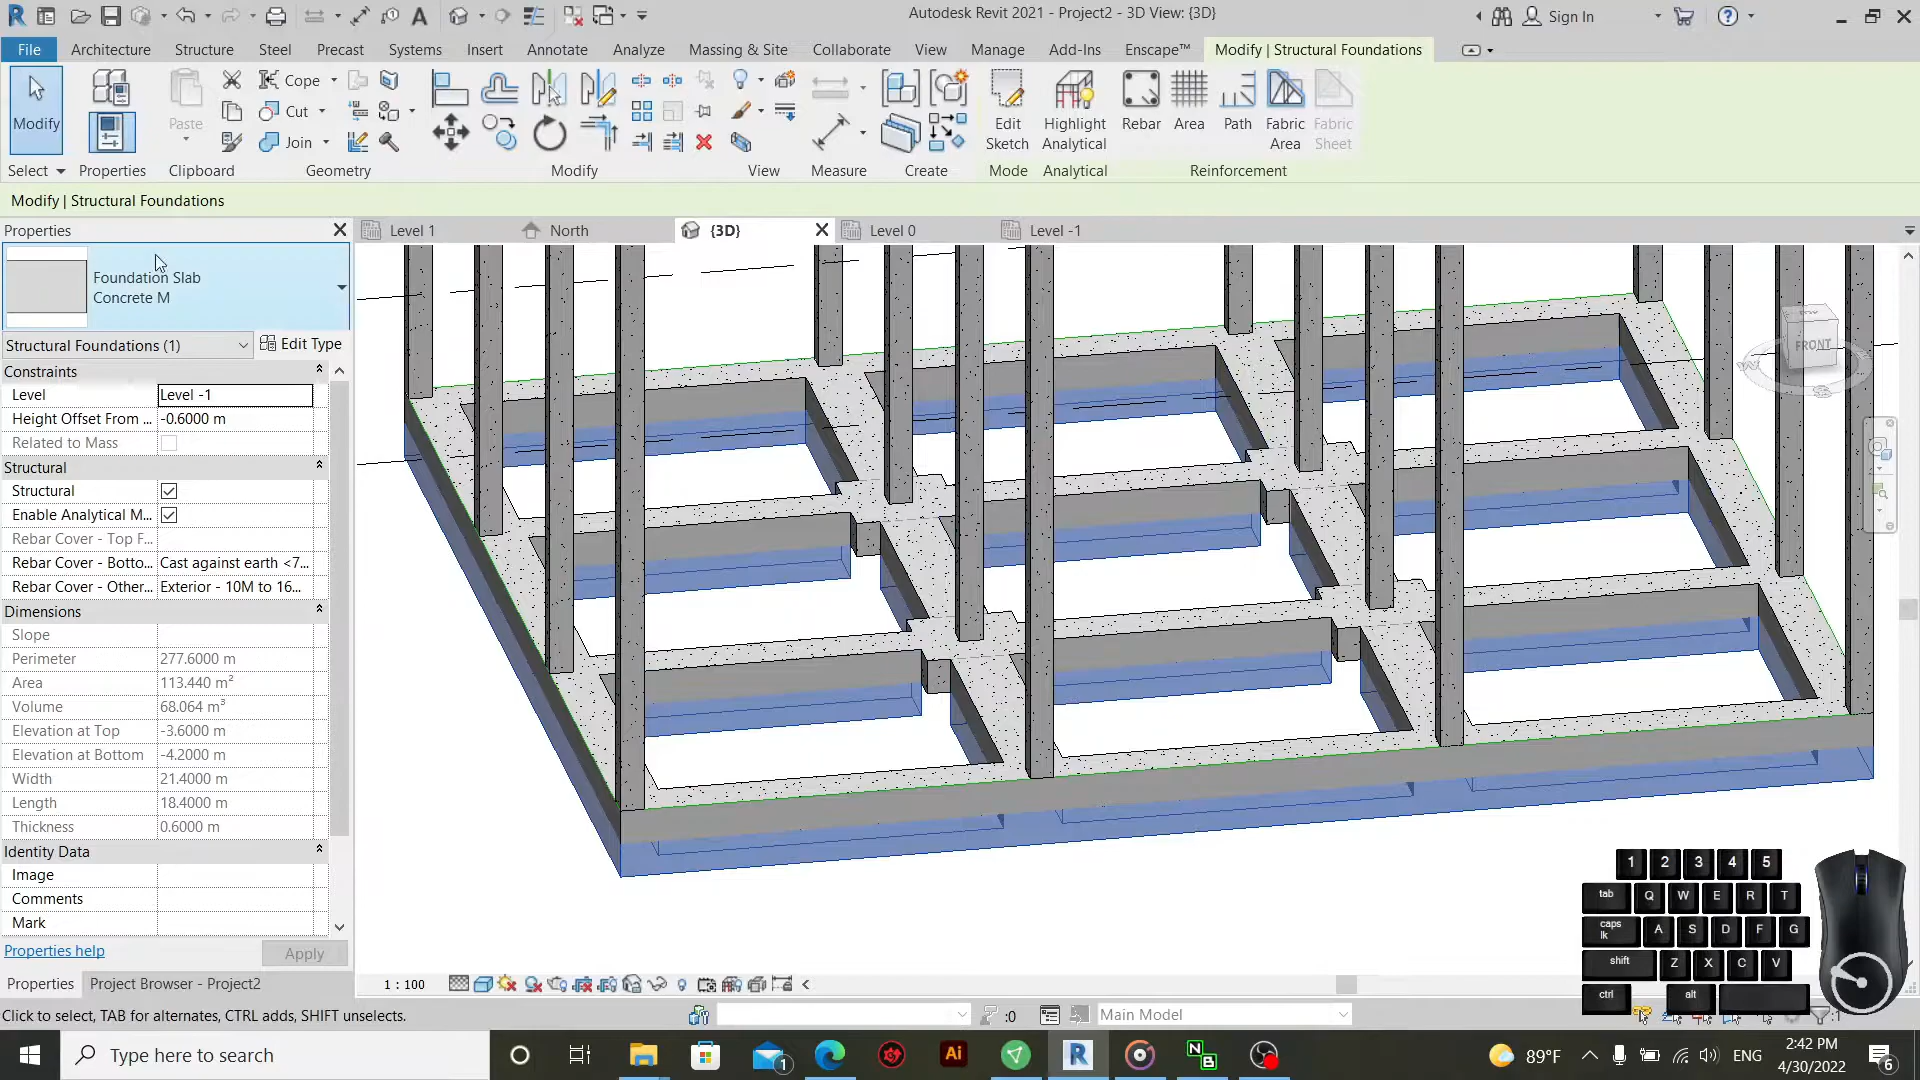 Autodesk Revit 2021 - Project2 - 3D View: {3D}
Sign In
File Architecture Structure Steel Precast Systems Insert Annotate Analyze Massing & Site Collaborate View Manage Add-Ins Enscape™ Modify | Structural Foundations
Modify
Paste
Cope
Cut
Join
Edit Sketch
Highlight Analytical
Rebar
Area
Path
Fabric Area
Fabric Sheet
Select Properties Clipboard Geometry Modify View Measure Create Mode Analytical Reinforcement
Modify | Structural Foundations
Properties
Level 1
North
{3D}
Level 0
Level -1
Foundation Slab
Concrete M
Structural Foundations (1)
Edit Type
Constraints
Level Level -1
Height Offset From ... -0.6000 m
Related to Mass
Structural
Structural
Enable Analytical M...
Rebar Cover - Top F...
Rebar Cover - Botto... Cast against earth <7...
Rebar Cover - Other... Exterior - 10M to 16...
Dimensions
Slope
Perimeter 277.6000 m
Area 113.440 m²
Volume 68.064 m³
Elevation at Top -3.6000 m
Elevation at Bottom -4.2000 m
Width 21.4000 m
Length 18.4000 m
Thickness 0.6000 m
Identity Data
Image
Comments
Mark
Properties help
Apply
Properties
Project Browser - Project2
FRONT
1 : 100
1 2 3 4 5
tab Q W E R T
caps lk A S D F G
shift Z X C V
ctrl alt
Click to select, TAB for alternates, CTRL adds, SHIFT unselects.
:0
Main Model
:1
Type here to search
1
Ai
R
N
B
89°F
ENG
2:42 PM
4/30/2022
6